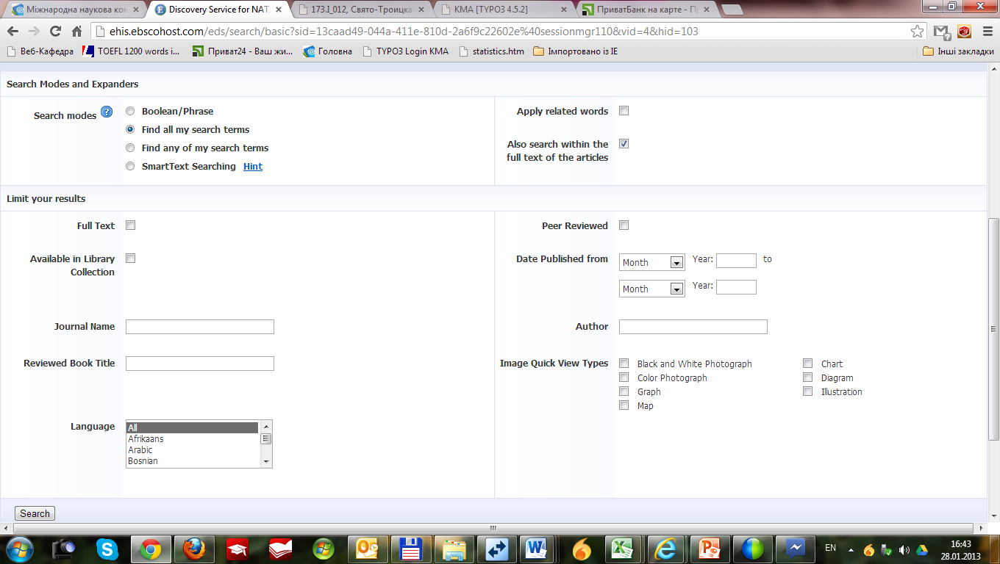 Міжнародна наукова кон
Discovery Service for NAT
173.I_012, Свято-Троицка
KMA [TYPO3 4.5.2]
ПриватБанк на карте - П
ehis.ebscohost.com/eds/search/basic?sid=13caad49-044a-411e-810d-2a6f9c22602e%40sessionmgr110&vid=4&hid=103
Веб-Кафедра
TOEFL 1200 words i...
Приват24 - Ваш жи...
Головна
TYPO3 Login KMA
statistics.htm
Імпортовано із IE
Інші закладки
Search Modes and Expanders
Search modes
Boolean/Phrase
Find all my search terms
Find any of my search terms
SmartText Searching Hint
Apply related words
Also search within the
full text of the articles
Limit your results
Full Text
Available in Library
Collection
Journal Name
Reviewed Book Title
Language
All
Afrikaans
Arabic
Bosnian
Peer Reviewed
Date Published from
Month Year: to
Month Year:
Author
Image Quick View Types
Black and White Photograph
Color Photograph
Graph
Map
Chart
Diagram
Illustration
Search
EN
16:43
28.01.2013